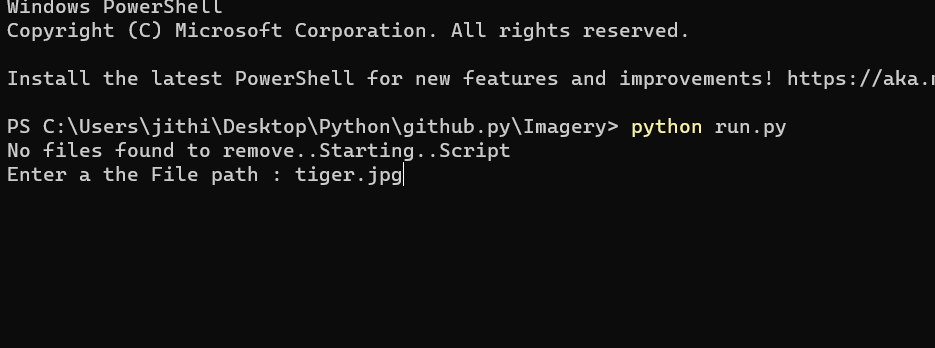 Windows PowerShell
Copyright (C) Microsoft Corporation. All rights reserved.
Install the latest PowerShell for new features and improvements! https://aka.
PS C:\Users\jithi\Desktop\Python\github.py\Imagery> python run.py
No files found to remove..Starting..Script
Enter a the File path : tiger.jpg